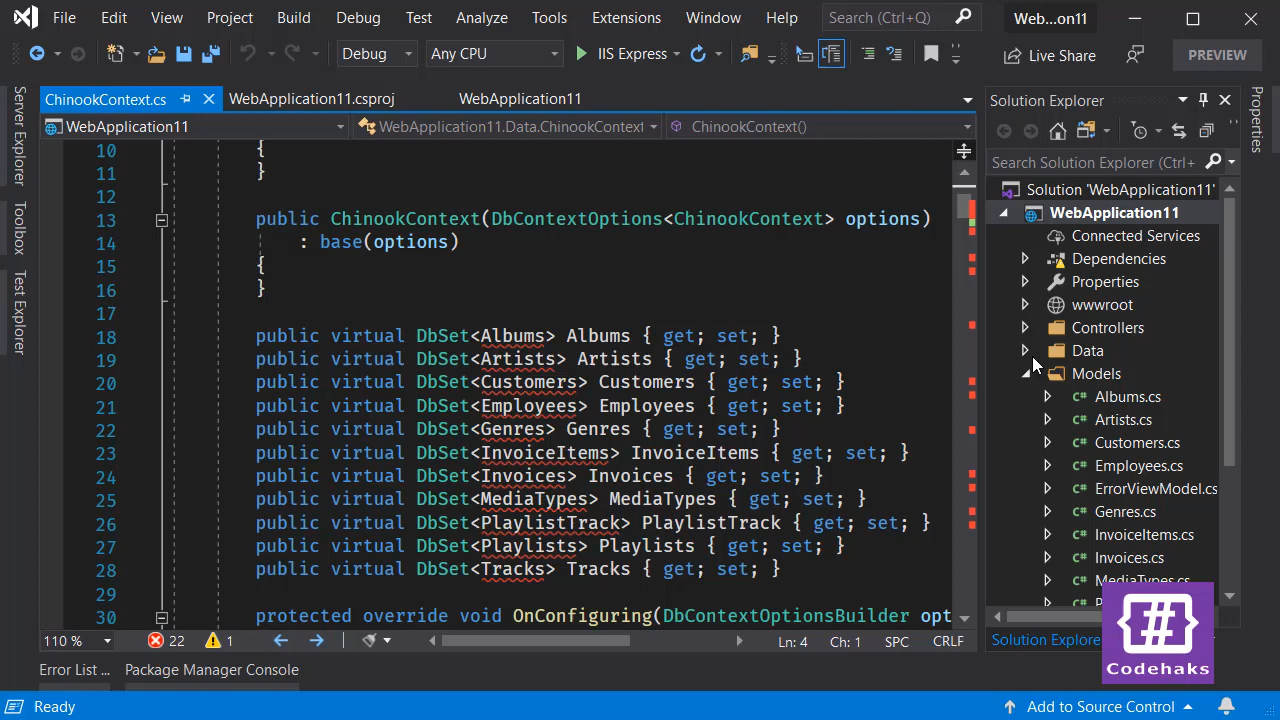 File Edit View Project Build Debug Test Analyze Tools Extensions Window Help Search (Ctrl+Q) Web...on11
Debug Any CPU IIS Express Live Share PREVIEW
Server Explorer
Toolbox
Test Explorer
ChinookContext.cs WebApplication11.csproj WebApplication11
WebApplication11 WebApplication11.Data.ChinookContext ChinookContext()
10 {
11 }
12
13 public ChinookContext(DbContextOptions<ChinookContext> options)
14 : base(options)
15 {
16 }
17
18 public virtual DbSet<Albums> Albums { get; set; }
19 public virtual DbSet<Artists> Artists { get; set; }
20 public virtual DbSet<Customers> Customers { get; set; }
21 public virtual DbSet<Employees> Employees { get; set; }
22 public virtual DbSet<Genres> Genres { get; set; }
23 public virtual DbSet<InvoiceItems> InvoiceItems { get; set; }
24 public virtual DbSet<Invoices> Invoices { get; set; }
25 public virtual DbSet<MediaTypes> MediaTypes { get; set; }
26 public virtual DbSet<PlaylistTrack> PlaylistTrack { get; set; }
27 public virtual DbSet<Playlists> Playlists { get; set; }
28 public virtual DbSet<Tracks> Tracks { get; set; }
29
30 protected override void OnConfiguring(DbContextOptionsBuilder opt
110 % 22 1 Ln: 4 Ch: 1 SPC CRLF
Error List ... Package Manager Console
Solution Explorer
Search Solution Explorer (Ctrl+
Solution 'WebApplication11'
WebApplication11
Connected Services
Dependencies
Properties
wwwroot
Controllers
Data
Models
Albums.cs
Artists.cs
Customers.cs
Employees.cs
ErrorViewModel.cs
Genres.cs
InvoiceItems.cs
Invoices.cs
MediaTypes.cs
Solution Explorer
Properties
{#}
Codehaks
Ready Add to Source Control